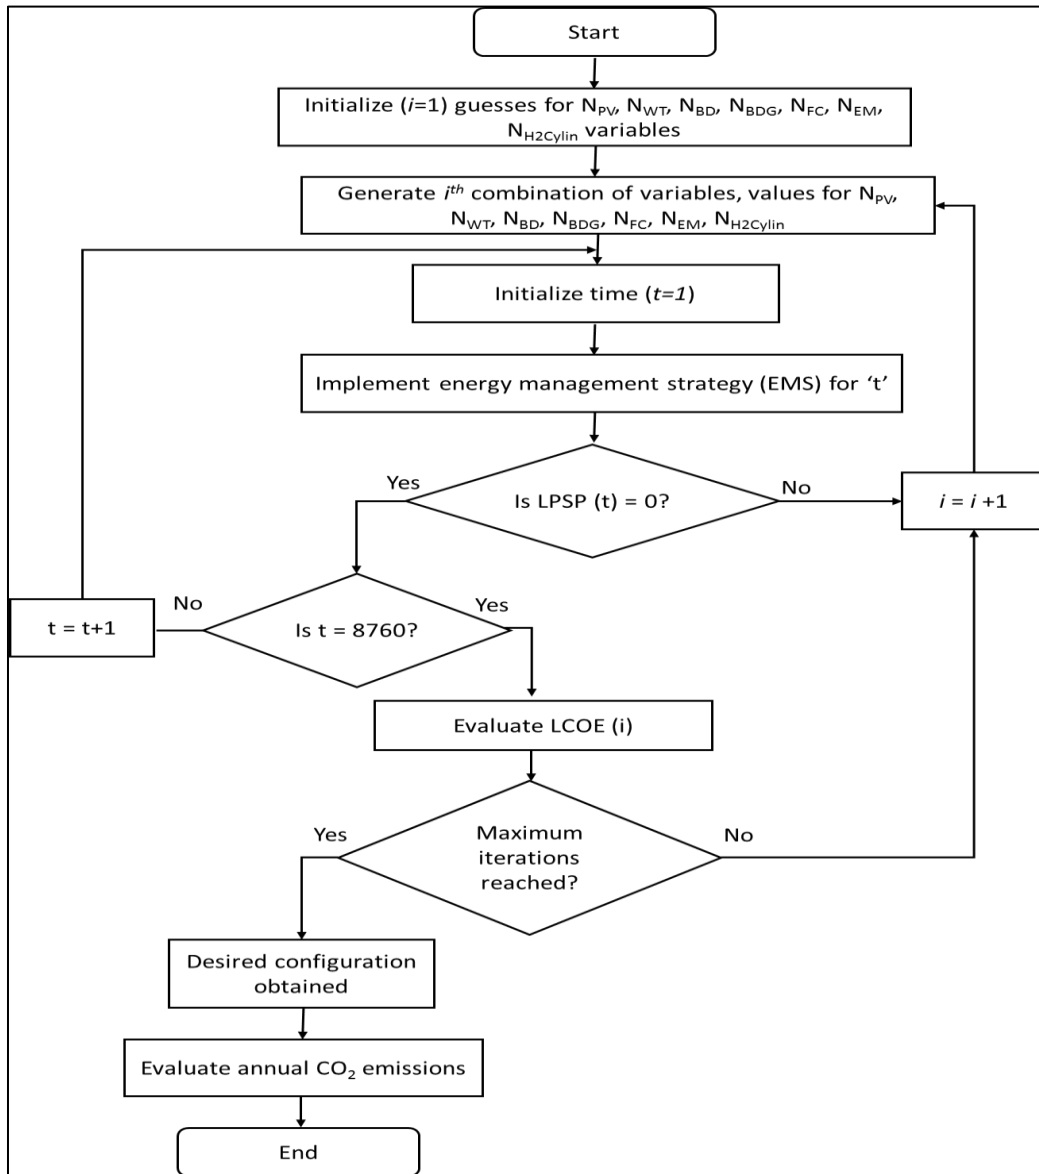 Start
Initialize (i=1) guesses for N_PV, N_WT, N_BD, N_BDG, N_FC, N_EM,
N_H2Cylin variables
Generate i^th combination of variables, values for N_PV,
N_WT, N_BD, N_BDG, N_FC, N_EM, N_H2Cylin
Initialize time (t=1)
Implement energy management strategy (EMS) for ‘t’
Yes
Is LPSP (t) = 0?
No
i = i +1
t = t+1
No
Is t = 8760?
Yes
Evaluate LCOE (i)
Yes
Maximum
iterations
reached?
No
Desired configuration
obtained
Evaluate annual CO₂ emissions
End